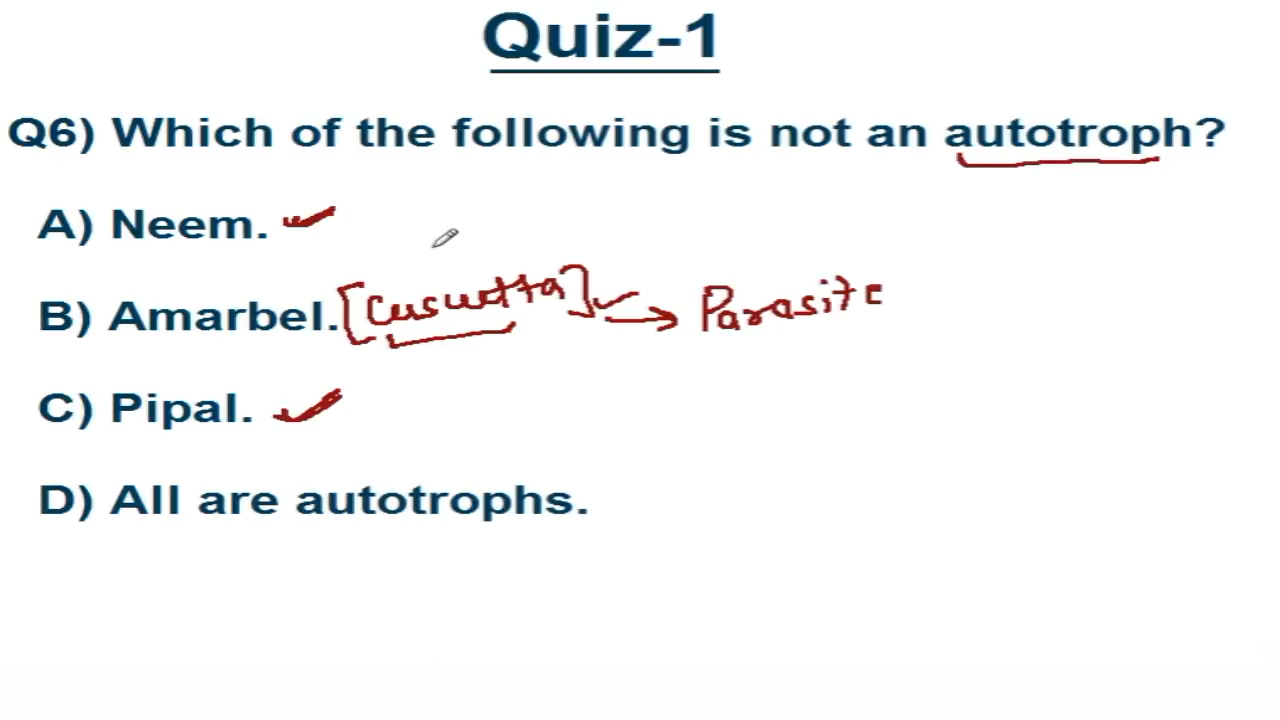 Quiz-1
Q6) Which of the following is not an autotroph?
A) Neem.
B) Amarbel. [Cuscutta] → Parasite
C) Pipal.
D) All are autotrophs.